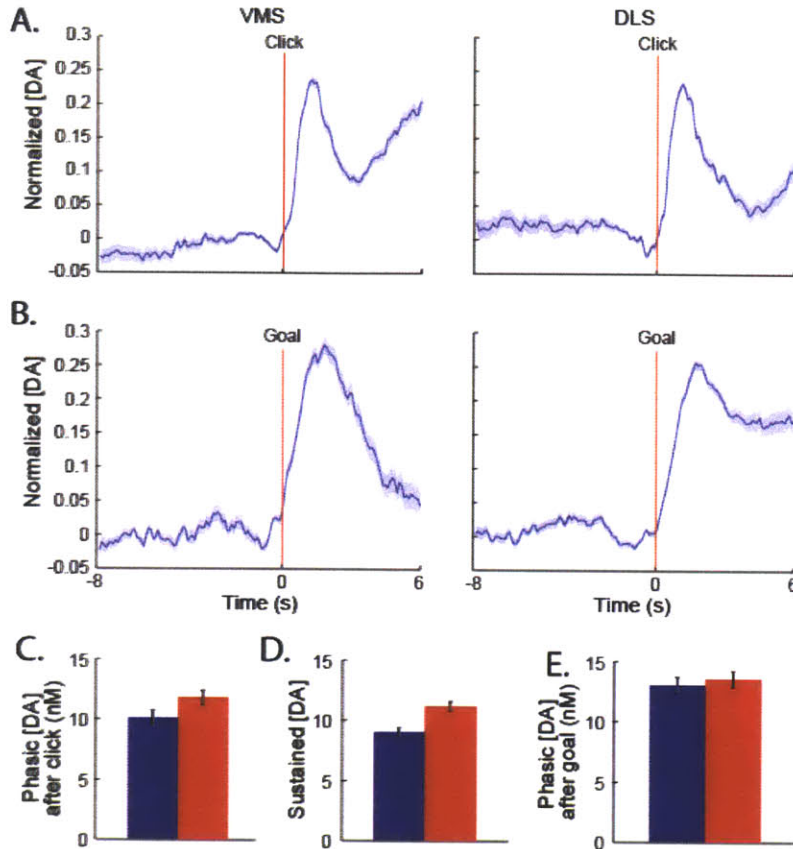 A.
VMS
DLS
Click
Click
Normalized [DA]
0.3
0.25
0.2
0.15
0.1
0.05
0
-0.05
B.
Goal
Goal
Normalized [DA]
0.3
0.25
0.2
0.15
0.1
0.05
0
-0.05
-8
0
6
-8
0
6
Time (s)
Time (s)
C.
Phasic [DA]
after click (nM)
15
10
5
0
D.
Sustained [DA]
15
10
5
0
E.
Phasic [DA]
after goal (nM)
15
10
5
0